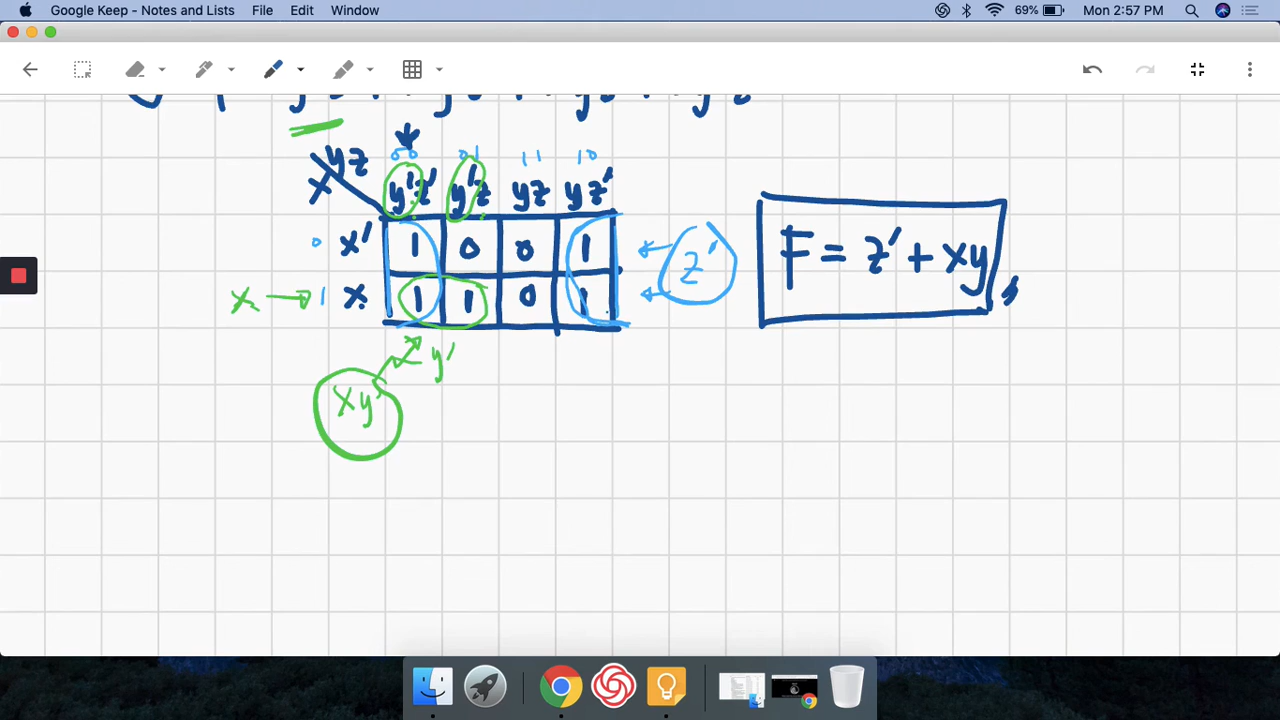 Google Keep - Notes and Lists File Edit Window 69% Mon 2:57 PM
yz 00 01 11 10
x y'z' y'z yz yz'
0 x' 1 0 0 1 z' F = z' + xy
x 1 x 1 1 0 1
y'
xy'